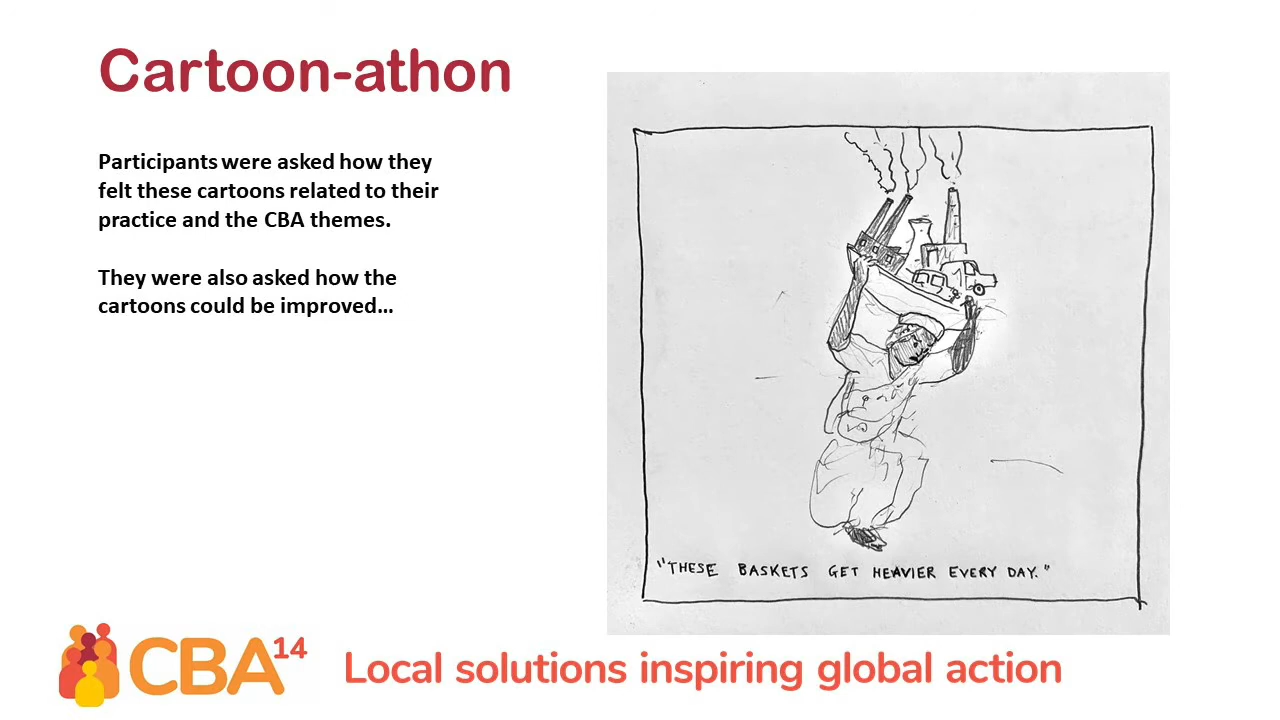 Cartoon-athon
Participants were asked how they
felt these cartoons related to their
practice and the CBA themes.
They were also asked how the
cartoons could be improved...
"THESE BASKETS GET HEAVIER EVERY DAY."
CBA14
Local solutions inspiring global action